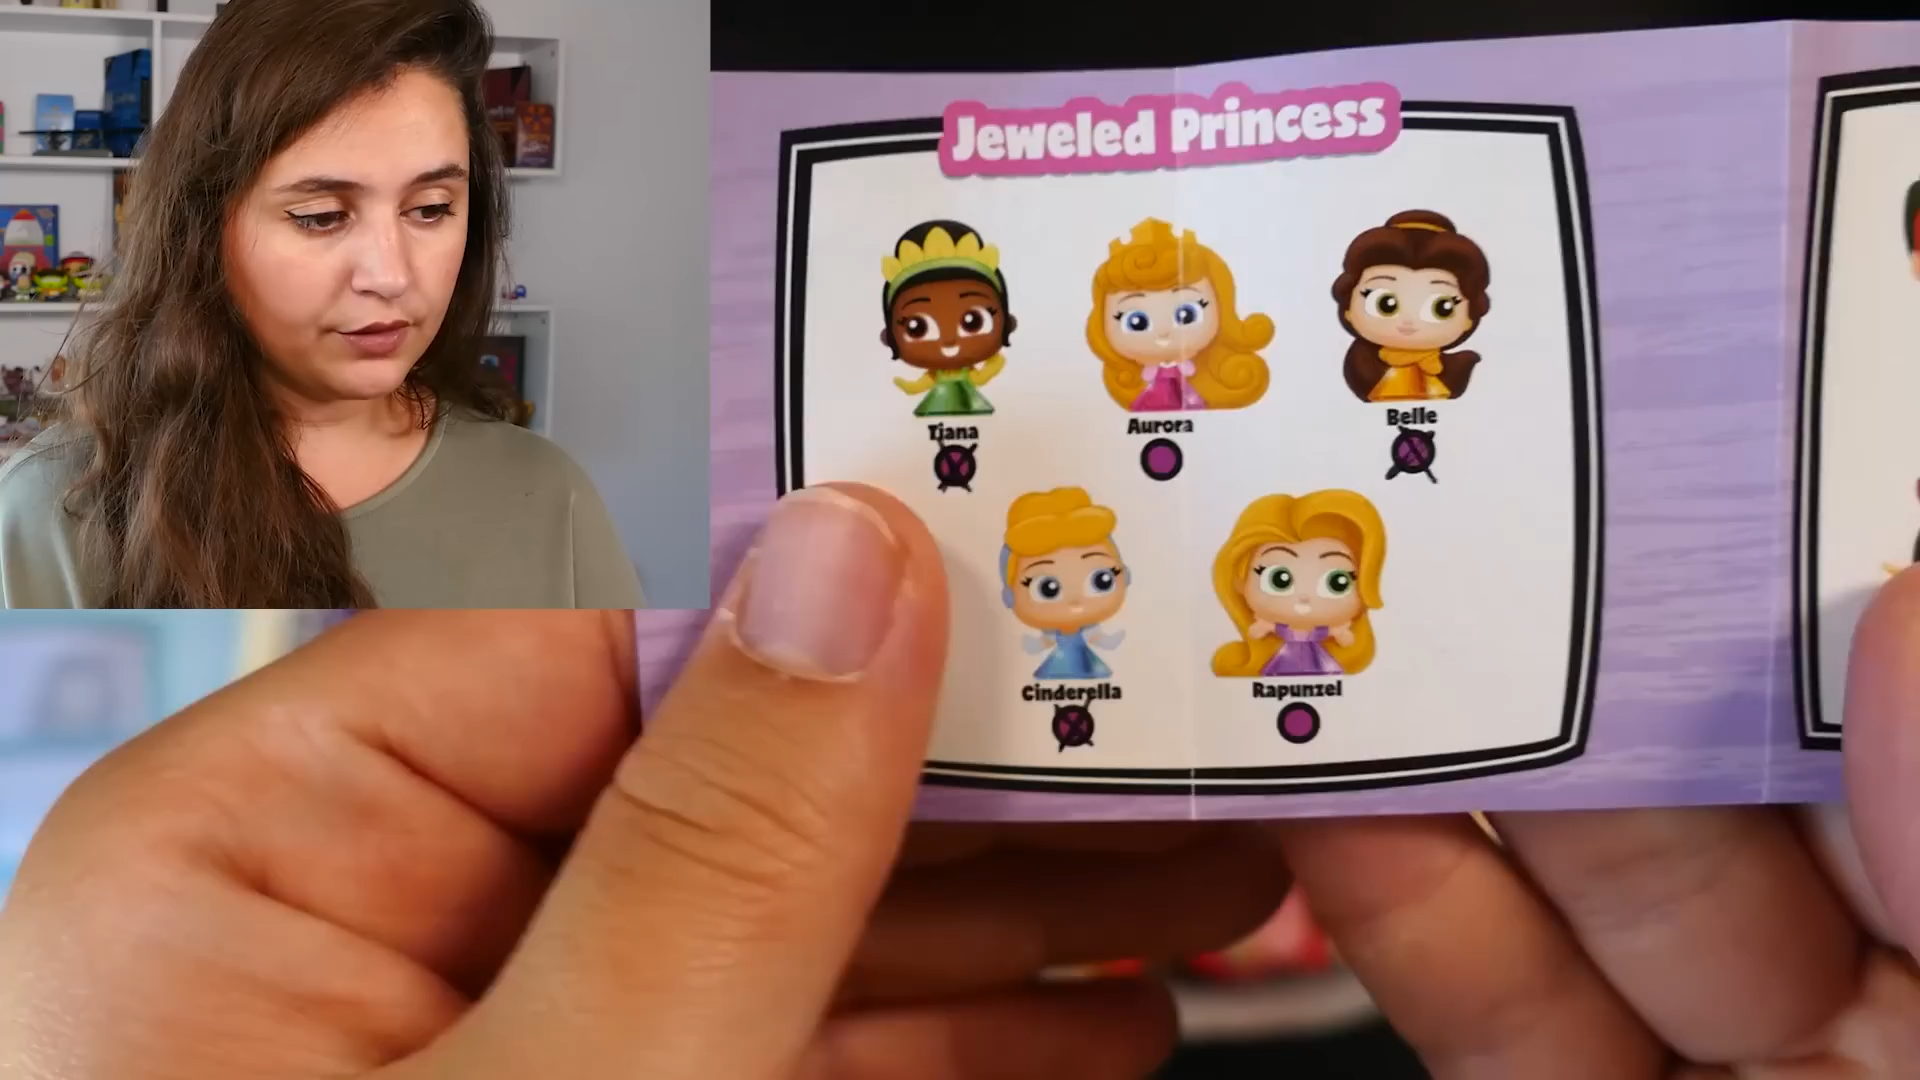 Jeweled Princess
Tiana
Aurora
Belle
Cinderella
Rapunzel